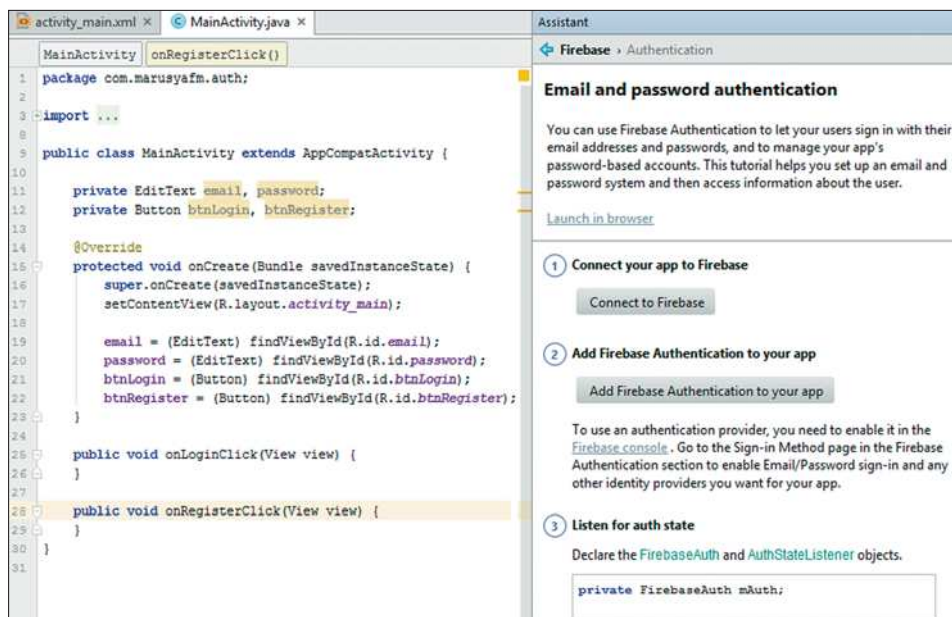 activity_main.xml × MainActivity.java ×
MainActivity onRegisterClick()
1 package com.marusyafm.auth;
2
3 import ...
8
9 public class MainActivity extends AppCompatActivity {
10
11 private EditText email, password;
12 private Button btnLogin, btnRegister;
13
14 @Override
15 protected void onCreate(Bundle savedInstanceState) {
16 super.onCreate(savedInstanceState);
17 setContentView(R.layout.activity_main);
18
19 email = (EditText) findViewById(R.id.email);
20 password = (EditText) findViewById(R.id.password);
21 btnLogin = (Button) findViewById(R.id.btnLogin);
22 btnRegister = (Button) findViewById(R.id.btnRegister);
23 }
24
25 public void onLoginClick(View view) {
26 }
27
28 public void onRegisterClick(View view) {
29 }
30 }
31
Assistant
Firebase › Authentication
Email and password authentication
You can use Firebase Authentication to let your users sign in with their
email addresses and passwords, and to manage your app's
password-based accounts. This tutorial helps you set up an email and
password system and then access information about the user.
Launch in browser
1 Connect your app to Firebase
Connect to Firebase
2 Add Firebase Authentication to your app
Add Firebase Authentication to your app
To use an authentication provider, you need to enable it in the
Firebase console . Go to the Sign-in Method page in the Firebase
Authentication section to enable Email/Password sign-in and any
other identity providers you want for your app.
3 Listen for auth state
Declare the FirebaseAuth and AuthStateListener objects.
private FirebaseAuth mAuth;